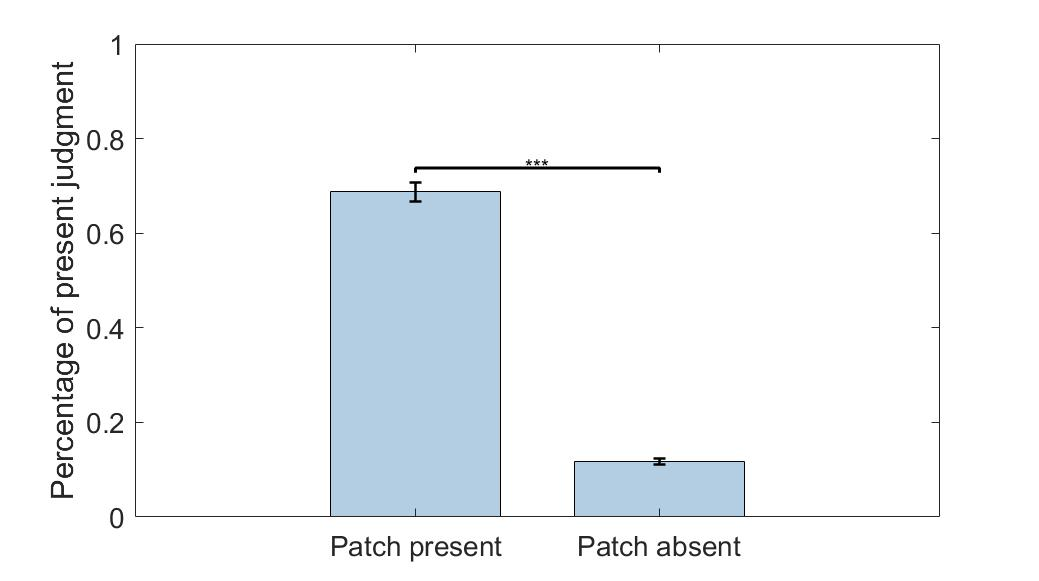 Percentage of present judgment
1
0.8
0.6
0.4
0.2
0
***
Patch present
Patch absent